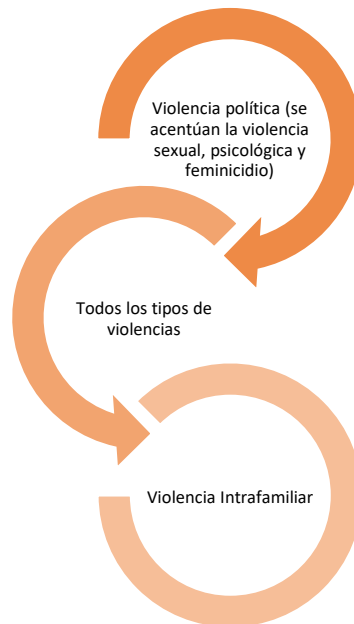 Violencia política (se
acentúan la violencia
sexual, psicológica y
feminicidio)
Todos los tipos de
violencias
Violencia Intrafamiliar